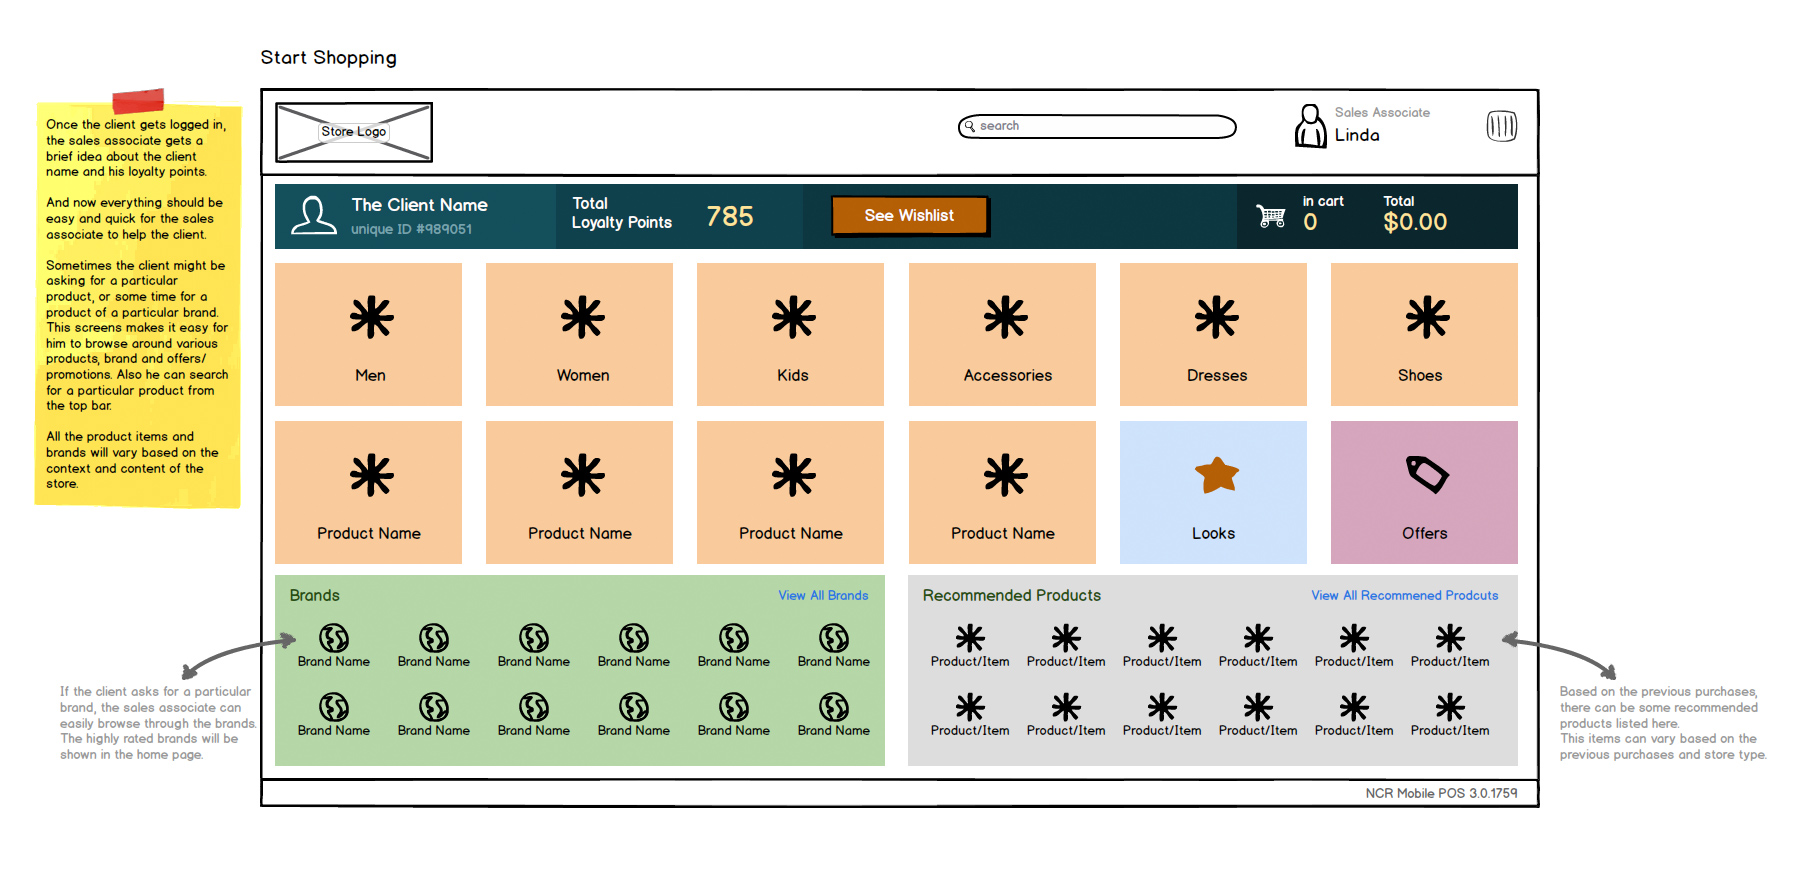 Start Shopping
Once the client gets logged in,
the sales associate gets a
brief idea about the client
name and his loyalty points.
And now everything should be
easy and quick for the sales
associate to help the client.
Sometimes the client might be
asking for a particular
product, or some time for a
product of a particular brand.
This screens makes it easy for
him to browse around various
products, brand and offers/
promotions. Also he can search
for a particular product from
the top bar.
All the product items and
brands will vary based on the
context and content of the
store.
Store Logo
search
Sales Associate
Linda
The Client Name
unique ID #989051
Total
Loyalty Points
785
See Wishlist
in cart
0
Total
$0.00
Men
Women
Kids
Accessories
Dresses
Shoes
Product Name
Product Name
Product Name
Product Name
Looks
Offers
Brands
View All Brands
Brand Name
Brand Name
Brand Name
Brand Name
Brand Name
Brand Name
Brand Name
Brand Name
Brand Name
Brand Name
Brand Name
Brand Name
Recommended Products
View All Recommened Prodcuts
Product/Item
Product/Item
Product/Item
Product/Item
Product/Item
Product/Item
Product/Item
Product/Item
Product/Item
Product/Item
Product/Item
Product/Item
If the client asks for a particular
brand, the sales associate can
easily browse through the brands.
The highly rated brands will be
shown in the home page.
Based on the previous purchases,
there can be some recommended
products listed here.
This items can vary based on the
previous purchases and store type.
NCR Mobile POS 3.0.1759